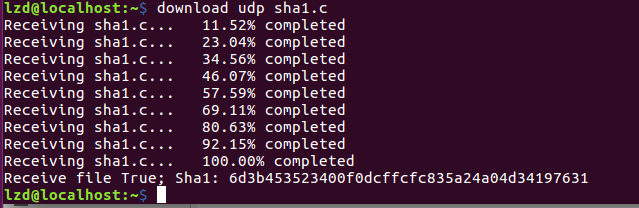 lzd@localhost:~$ download udp sha1.c
Receiving sha1.c...   11.52% completed
Receiving sha1.c...   23.04% completed
Receiving sha1.c...   34.56% completed
Receiving sha1.c...   46.07% completed
Receiving sha1.c...   57.59% completed
Receiving sha1.c...   69.11% completed
Receiving sha1.c...   80.63% completed
Receiving sha1.c...   92.15% completed
Receiving sha1.c...   100.00% completed
Receive file True; Sha1: 6d3b453523400f0dcffcfc835a24a04d34197631
lzd@localhost:~$